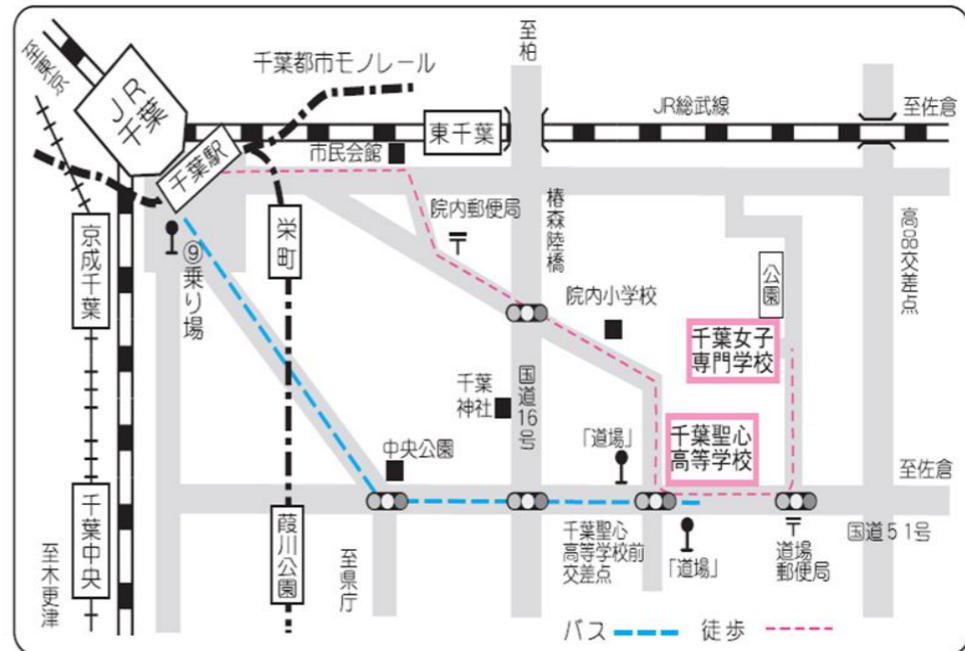 至東京
JR
千葉
千葉駅
千葉都市モノレール
至柏
JR総武線
至佐倉
東千葉
市民会館
京成千葉
⑨乗り場
栄町
院内郵便局
椿森陸橋
院内小学校
公園
高品交差点
千葉女子
専門学校
千葉
神社
国道16号
千葉聖心
高等学校
「道場」
中央公園
至佐倉
千葉中央
至木更津
葭川公園
至県庁
千葉聖心
高等学校前
交差点
「道場」
道場
郵便局
国道51号
バス
徒歩